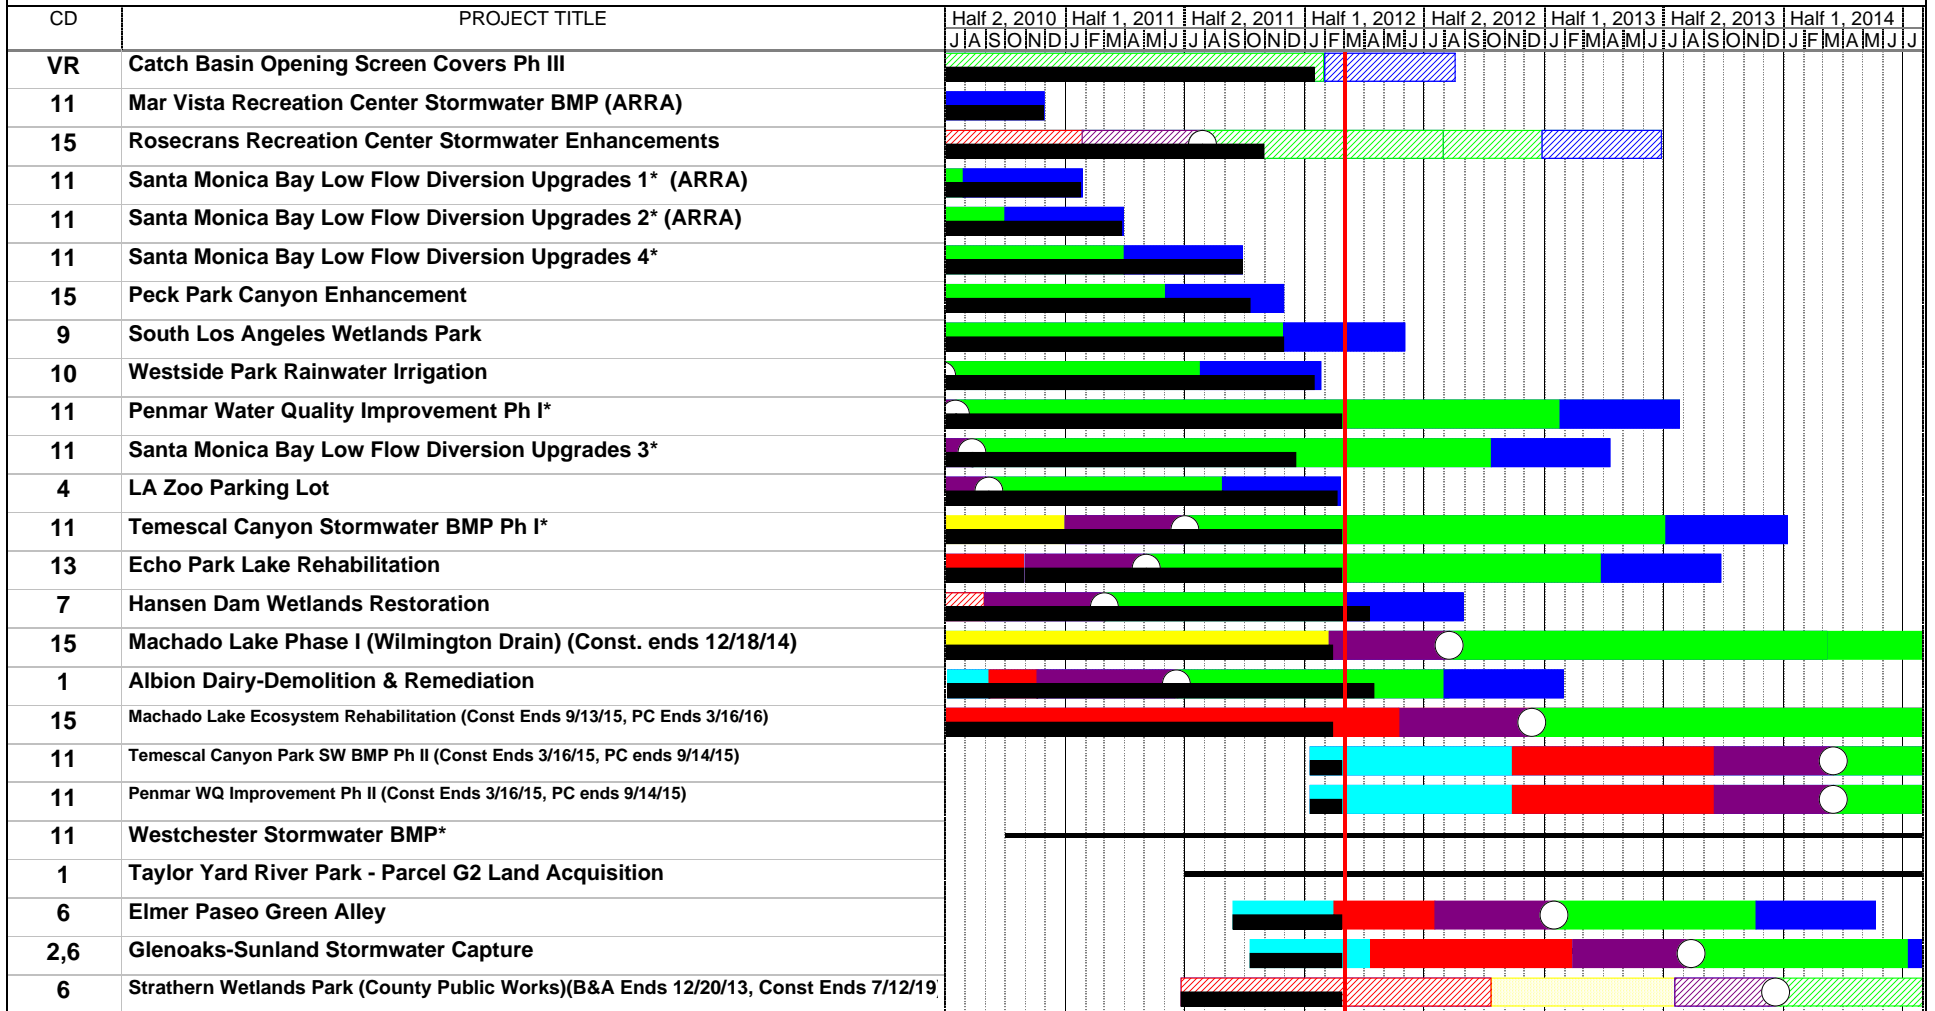 CD PROJECT TITLE Half 2, 2010 Half 1, 2011 Half 2, 2011 Half 1, 2012 Half 2, 2012 Half 1, 2013 Half 2, 2013 Half 1, 2014
J A S O N D J F M A M J J A S O N D J F M A M J J A S O N D J F M A M J J A S O N D J F M A M J J
VR Catch Basin Opening Screen Covers Ph III
11 Mar Vista Recreation Center Stormwater BMP (ARRA)
15 Rosecrans Recreation Center Stormwater Enhancements
11 Santa Monica Bay Low Flow Diversion Upgrades 1* (ARRA)
11 Santa Monica Bay Low Flow Diversion Upgrades 2* (ARRA)
11 Santa Monica Bay Low Flow Diversion Upgrades 4*
15 Peck Park Canyon Enhancement
9 South Los Angeles Wetlands Park
10 Westside Park Rainwater Irrigation
11 Penmar Water Quality Improvement Ph I*
11 Santa Monica Bay Low Flow Diversion Upgrades 3*
4 LA Zoo Parking Lot
11 Temescal Canyon Stormwater BMP Ph I*
13 Echo Park Lake Rehabilitation
7 Hansen Dam Wetlands Restoration
15 Machado Lake Phase I (Wilmington Drain) (Const. ends 12/18/14)
1 Albion Dairy-Demolition & Remediation
15 Machado Lake Ecosystem Rehabilitation (Const Ends 9/13/15, PC Ends 3/16/16)
11 Temescal Canyon Park SW BMP Ph II (Const Ends 3/16/15, PC ends 9/14/15)
11 Penmar WQ Improvement Ph II (Const Ends 3/16/15, PC ends 9/14/15)
11 Westchester Stormwater BMP*
1 Taylor Yard River Park - Parcel G2 Land Acquisition
6 Elmer Paseo Green Alley
2,6 Glenoaks-Sunland Stormwater Capture
6 Strathern Wetlands Park (County Public Works)(B&A Ends 12/20/13, Const Ends 7/12/19